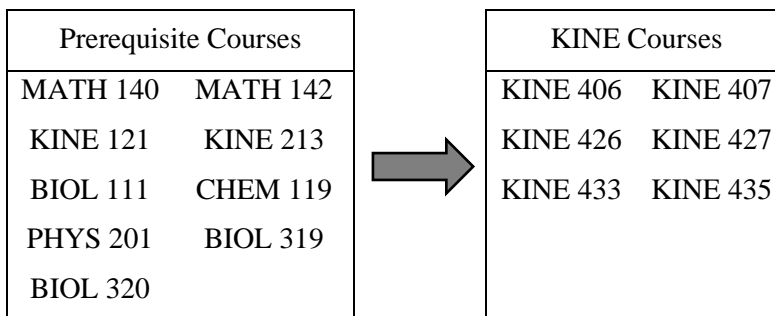 Prerequisite Courses
MATH 140 MATH 142
KINE 121 KINE 213
BIOL 111 CHEM 119
PHYS 201 BIOL 319
BIOL 320
KINE Courses
KINE 406 KINE 407
KINE 426 KINE 427
KINE 433 KINE 435